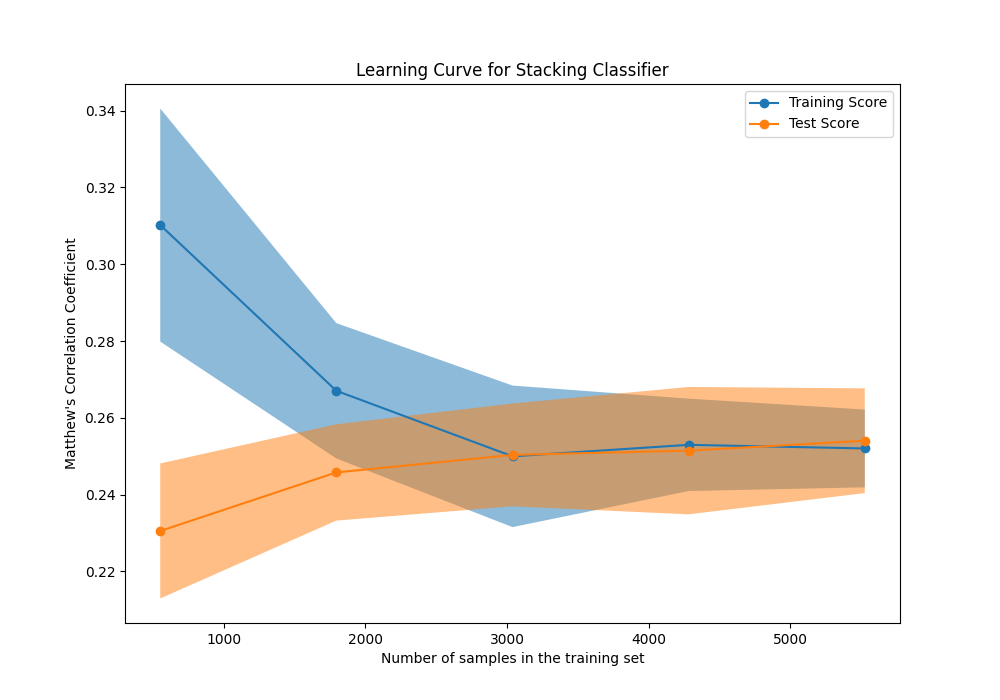 Learning Curve for Stacking Classifier
Training Score
Test Score
Matthew's Correlation Coefficient
0.34
0.32
0.30
0.28
0.26
0.24
0.22
1000
2000
3000
4000
5000
Number of samples in the training set